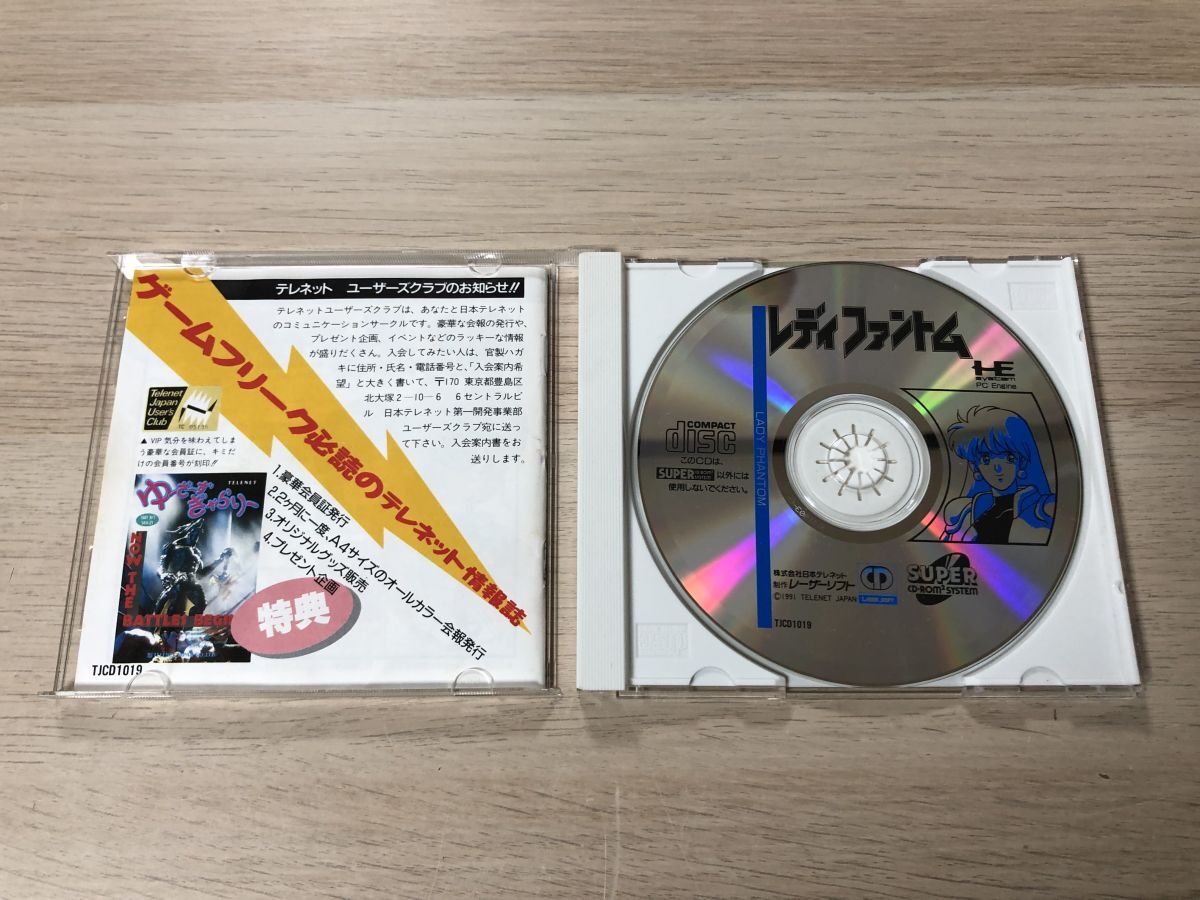 テレネット ユーザーズクラブのお知らせ!!
テレネットユーザーズクラブは、あなたと日本テレネット
のコミュニケーションサークルです。豪華な会報の発行や、
プレゼント企画、イベントなどのラッキーな情報
が盛りだくさん。入会してみたい人は、官製ハガ
キに住所・氏名・電話番号と、「入会案内希
望」と大きく書いて、〒170 東京都豊島区
北大塚2-10-6 6セントラルビ
ル 日本テレネット第一開発事業部
ユーザーズクラブ宛に送っ
て下さい。入会案内書をお
送りします。
ゲームフリーク必読のテレネット情報誌
Telenet
Japan
User's
Club
▲ VIP 気分を味わえてしま
う豪華な会員証に、キミだ
けの会員番号が刻印!!
1.豪華会員証発行
2.2ヶ月に一度、A4サイズのオールカラー会報発行
3.オリジナルグッズ販売
4.プレゼント企画
特典
TELENET
NOW THE
BATTLES BEGIN
TJCD1019
レディファントム
HE
system
PC Engine
LADY PHANTOM
COMPACT
disc
このCDは、
SUPER CD-ROM² SYSTEM 以外には
使用しないでください。
株式会社日本テレネット
制作 レーザーソフト
©1991 TELENET JAPAN
CD
LASER SOFT
SUPER
CD-ROM² SYSTEM
TJCD1019